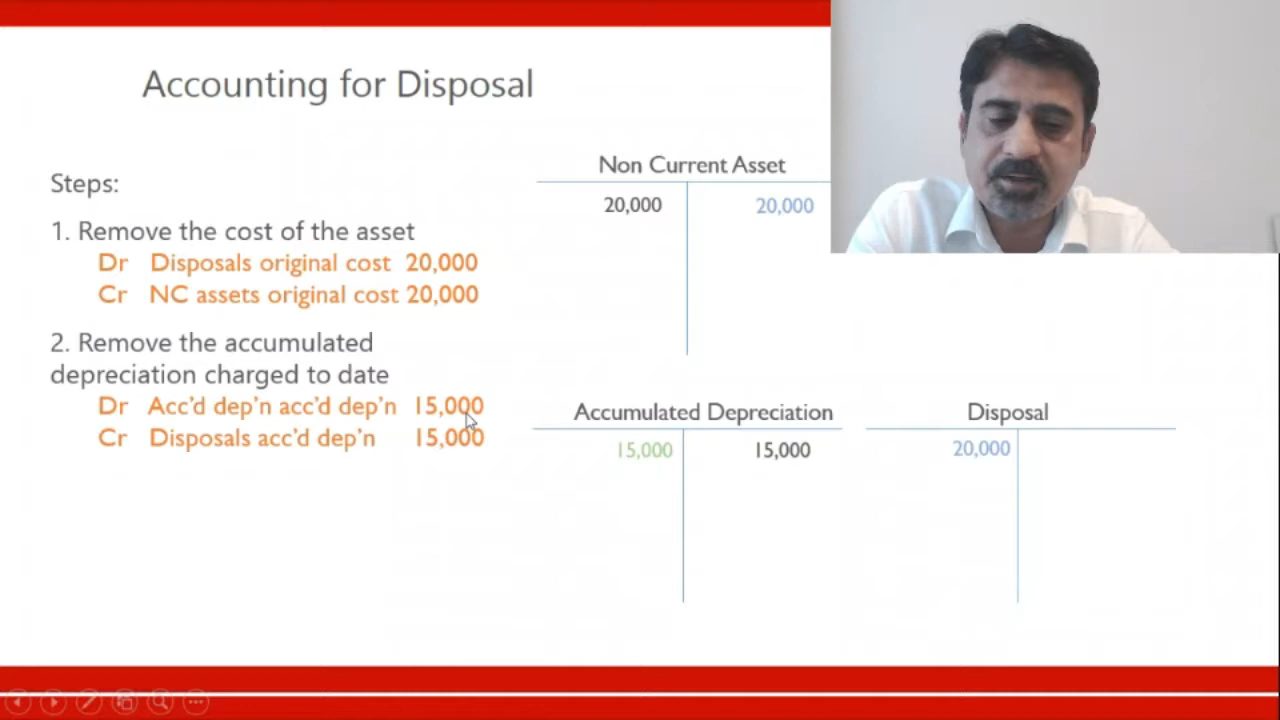 Accounting for Disposal
Steps:
1. Remove the cost of the asset
Dr Disposals original cost 20,000
Cr NC assets original cost 20,000
2. Remove the accumulated
depreciation charged to date
Dr Acc'd dep'n acc'd dep'n 15,000
Cr Disposals acc'd dep'n 15,000
Non Current Asset
20,000 20,000
Accumulated Depreciation
15,000 15,000
Disposal
20,000